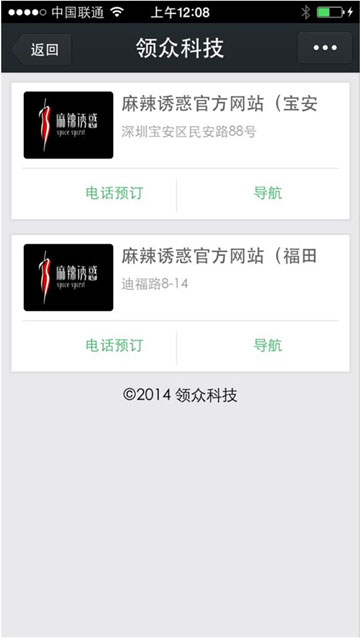 中国联通 上午12:08
返回 领众科技
麻辣诱惑 spice spirit
麻辣诱惑官方网站（宝安
深圳宝安区民安路88号
电话预订 导航
麻辣诱惑 spice spirit
麻辣诱惑官方网站（福田
迪福路8-14
电话预订 导航
©2014 领众科技